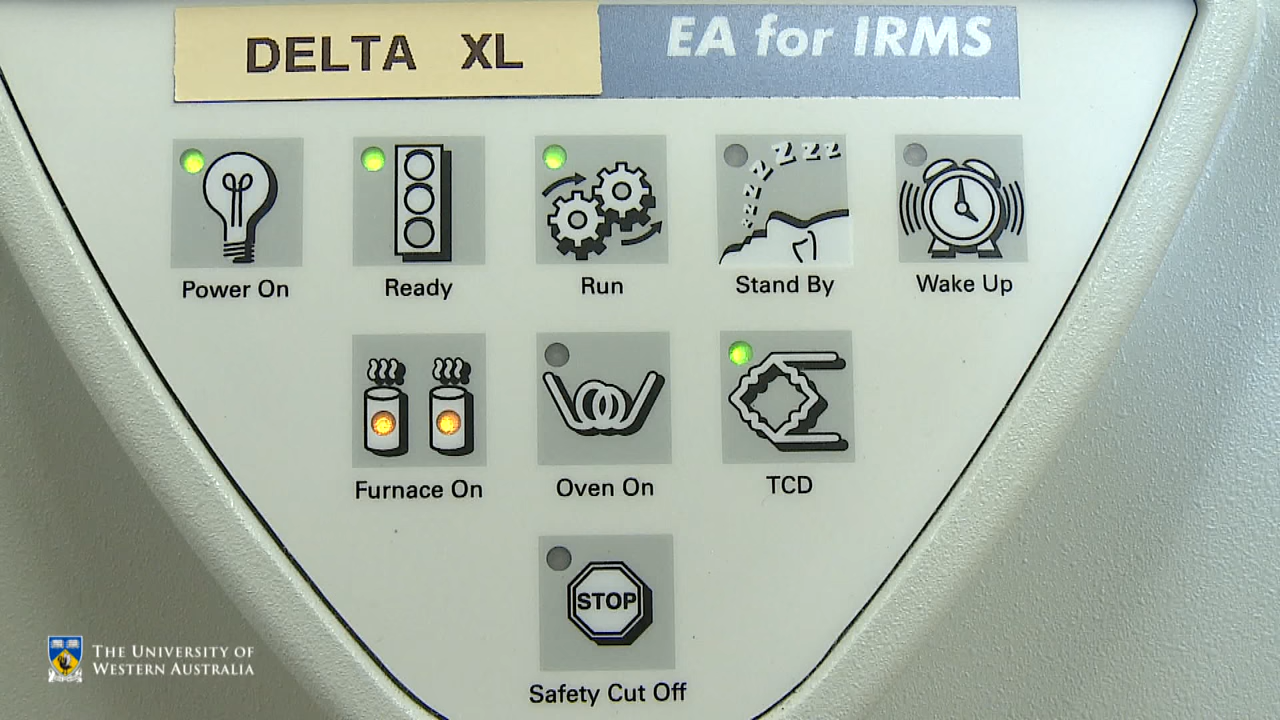 DELTA XL
EA for IRMS
zzzzzzzz
Power On
Ready
Run
Stand By
Wake Up
Furnace On
Oven On
TCD
STOP
Safety Cut Off
THE UNIVERSITY OF
WESTERN AUSTRALIA